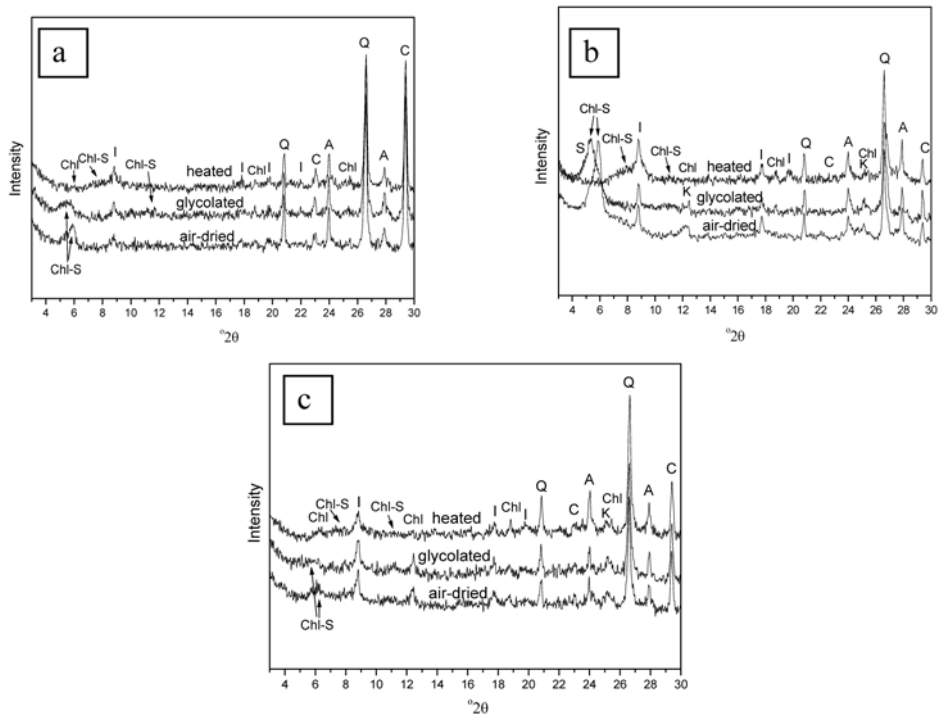 a
Q
C
Q
A
C
A
Chl-S
I
Chl-S
Chl
I
Chl
I
I
Chl
heated
glycolated
air-dried
Chl-S
Intensity
4 6 8 10 12 14 16 18 20 22 24 26 28 30
°2θ
b
Q
A
C
Chl-S
I
Chl-S
S
Q
A
Chl
K
Chl-S
Chl
K
heated
I
Chl
I
C
glycolated
air-dried
Intensity
4 6 8 10 12 14 16 18 20 22 24 26 28 30
°2θ
c
Q
C
A
A
Q
Chl-S
Chl
I
Chl-S
Chl
heated
I
Chl
I
C
Chl
K
glycolated
air-dried
Chl-S
Intensity
4 6 8 10 12 14 16 18 20 22 24 26 28 30
°2θ